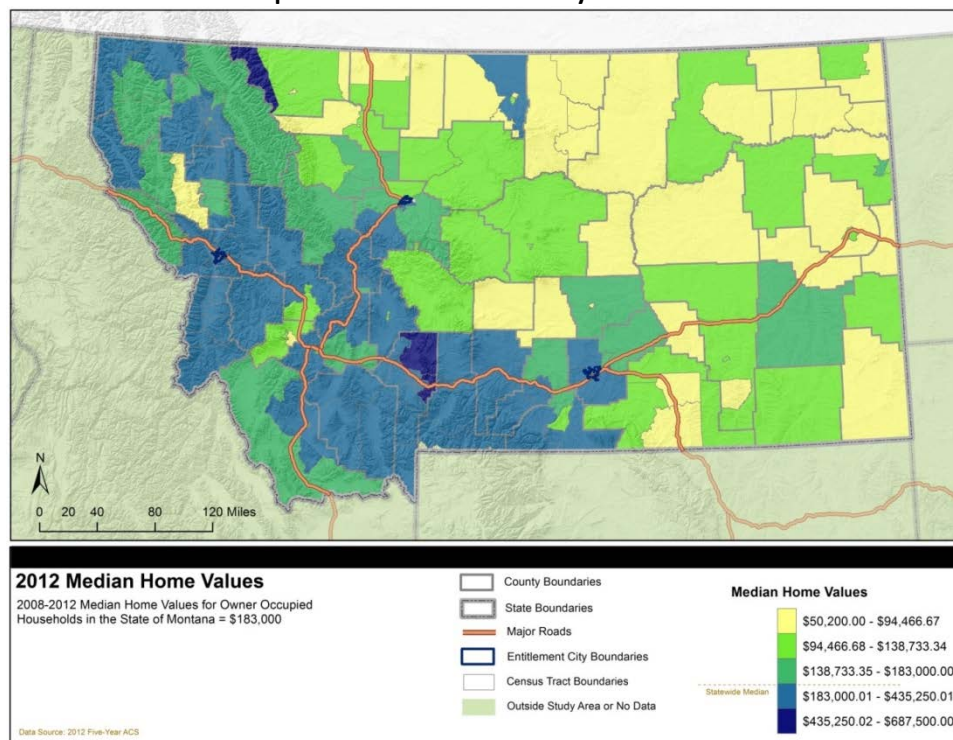 N
0 20 40 80 120 Miles
2012 Median Home Values
2008-2012 Median Home Values for Owner Occupied
Households in the State of Montana = $183,000
Data Source: 2012 Five-Year ACS
County Boundaries
State Boundaries
Major Roads
Entitlement City Boundaries
Census Tract Boundaries
Outside Study Area or No Data
Median Home Values
$50,200.00 - $94,466.67
$94,466.68 - $138,733.34
$138,733.35 - $183,000.00
Statewide Median
$183,000.01 - $435,250.01
$435,250.02 - $687,500.00